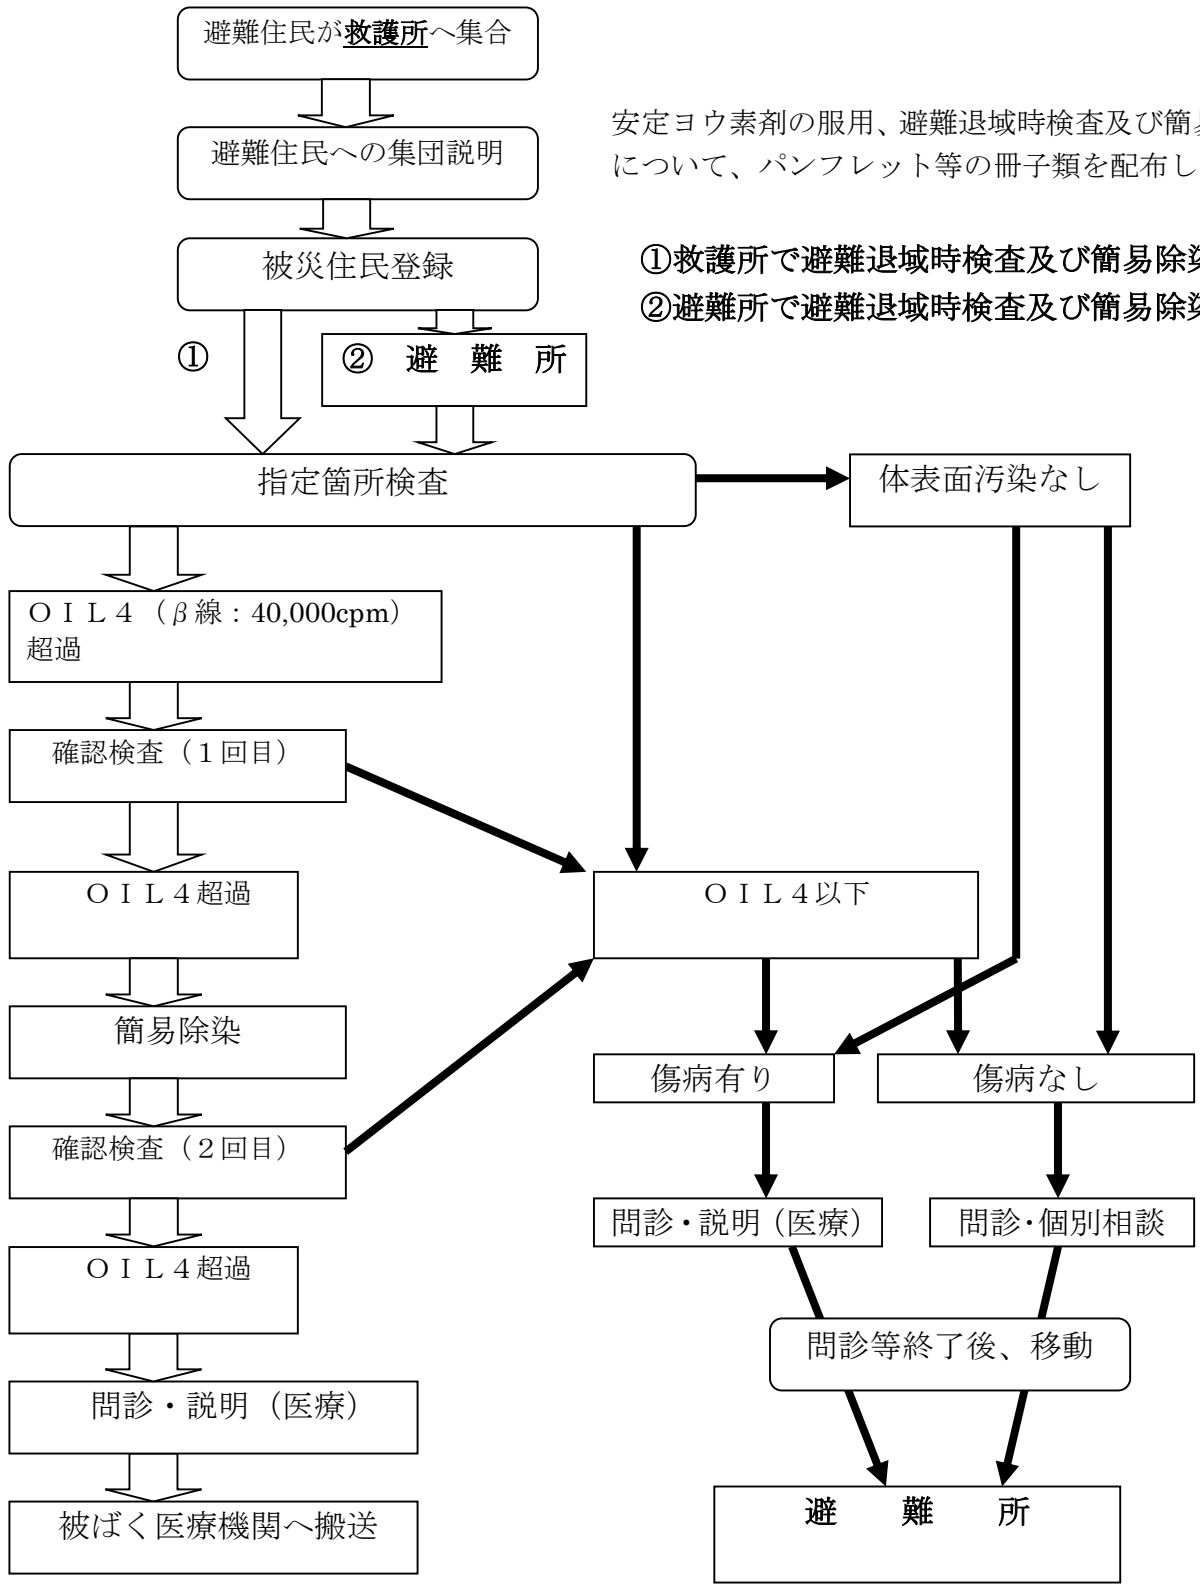 避難住民が救護所へ集合
避難住民への集団説明
安定ヨウ素剤の服用、避難退域時検査及び簡
について、パンフレット等の冊子類を配布し
被災住民登録
①救護所で避難退域時検査及び簡易除染
②避難所で避難退域時検査及び簡易除染
①
② 避 難 所
指定箇所検査
体表面汚染なし
ＯＩＬ４（β線：40,000cpm）
超過
確認検査（１回目）
ＯＩＬ４超過
ＯＩＬ４以下
簡易除染
傷病有り
傷病なし
確認検査（２回目）
問診・説明（医療）
問診・個別相談
ＯＩＬ４超過
問診等終了後、移動
問診・説明（医療）
被ばく医療機関へ搬送
避 難 所